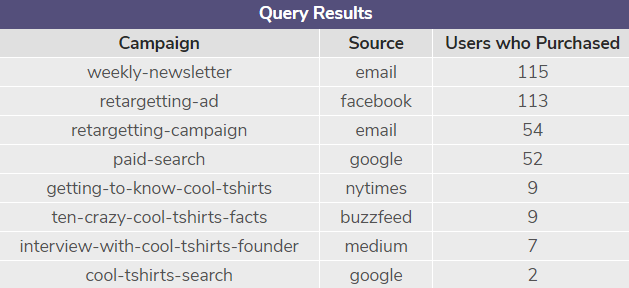 Query Results
Campaign Source Users who Purchased
weekly-newsletter email 115
retargetting-ad facebook 113
retargetting-campaign email 54
paid-search google 52
getting-to-know-cool-tshirts nytimes 9
ten-crazy-cool-tshirts-facts buzzfeed 9
interview-with-cool-tshirts-founder medium 7
cool-tshirts-search google 2